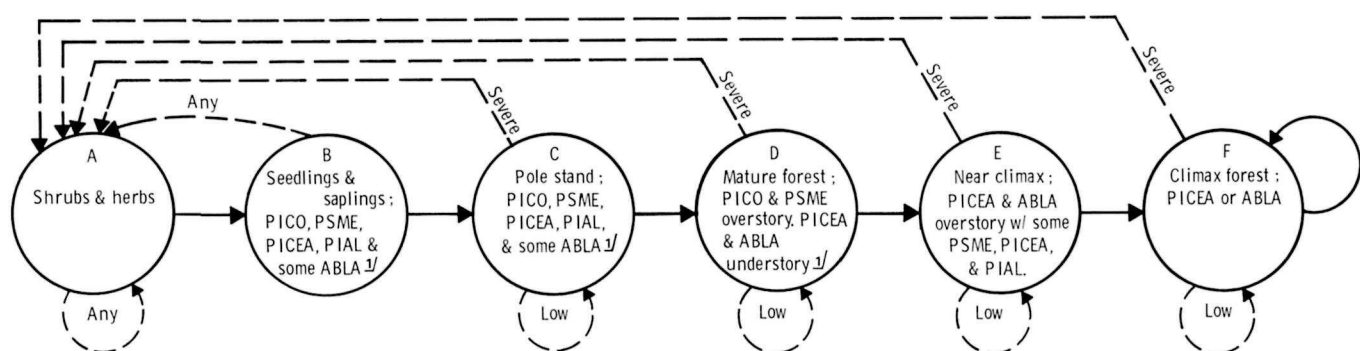 Any
Severe
Severe
Severe
Severe
A
Shrubs & herbs
Any
B
Seedlings &
saplings ;
PICO, PSME,
PICEA, PIAL &
some ABLA 1/
C
Pole stand ;
PICO, PSME,
PICEA, PIAL,
& some ABLA 1/
Low
D
Mature forest ;
PICO & PSME
overstory. PICEA
& ABLA
understory 1/
Low
E
Near climax ;
PICEA & ABLA
overstory w/ some
PSME, PICEA,
& PIAL.
Low
F
Climax forest ;
PICEA or ABLA
Low